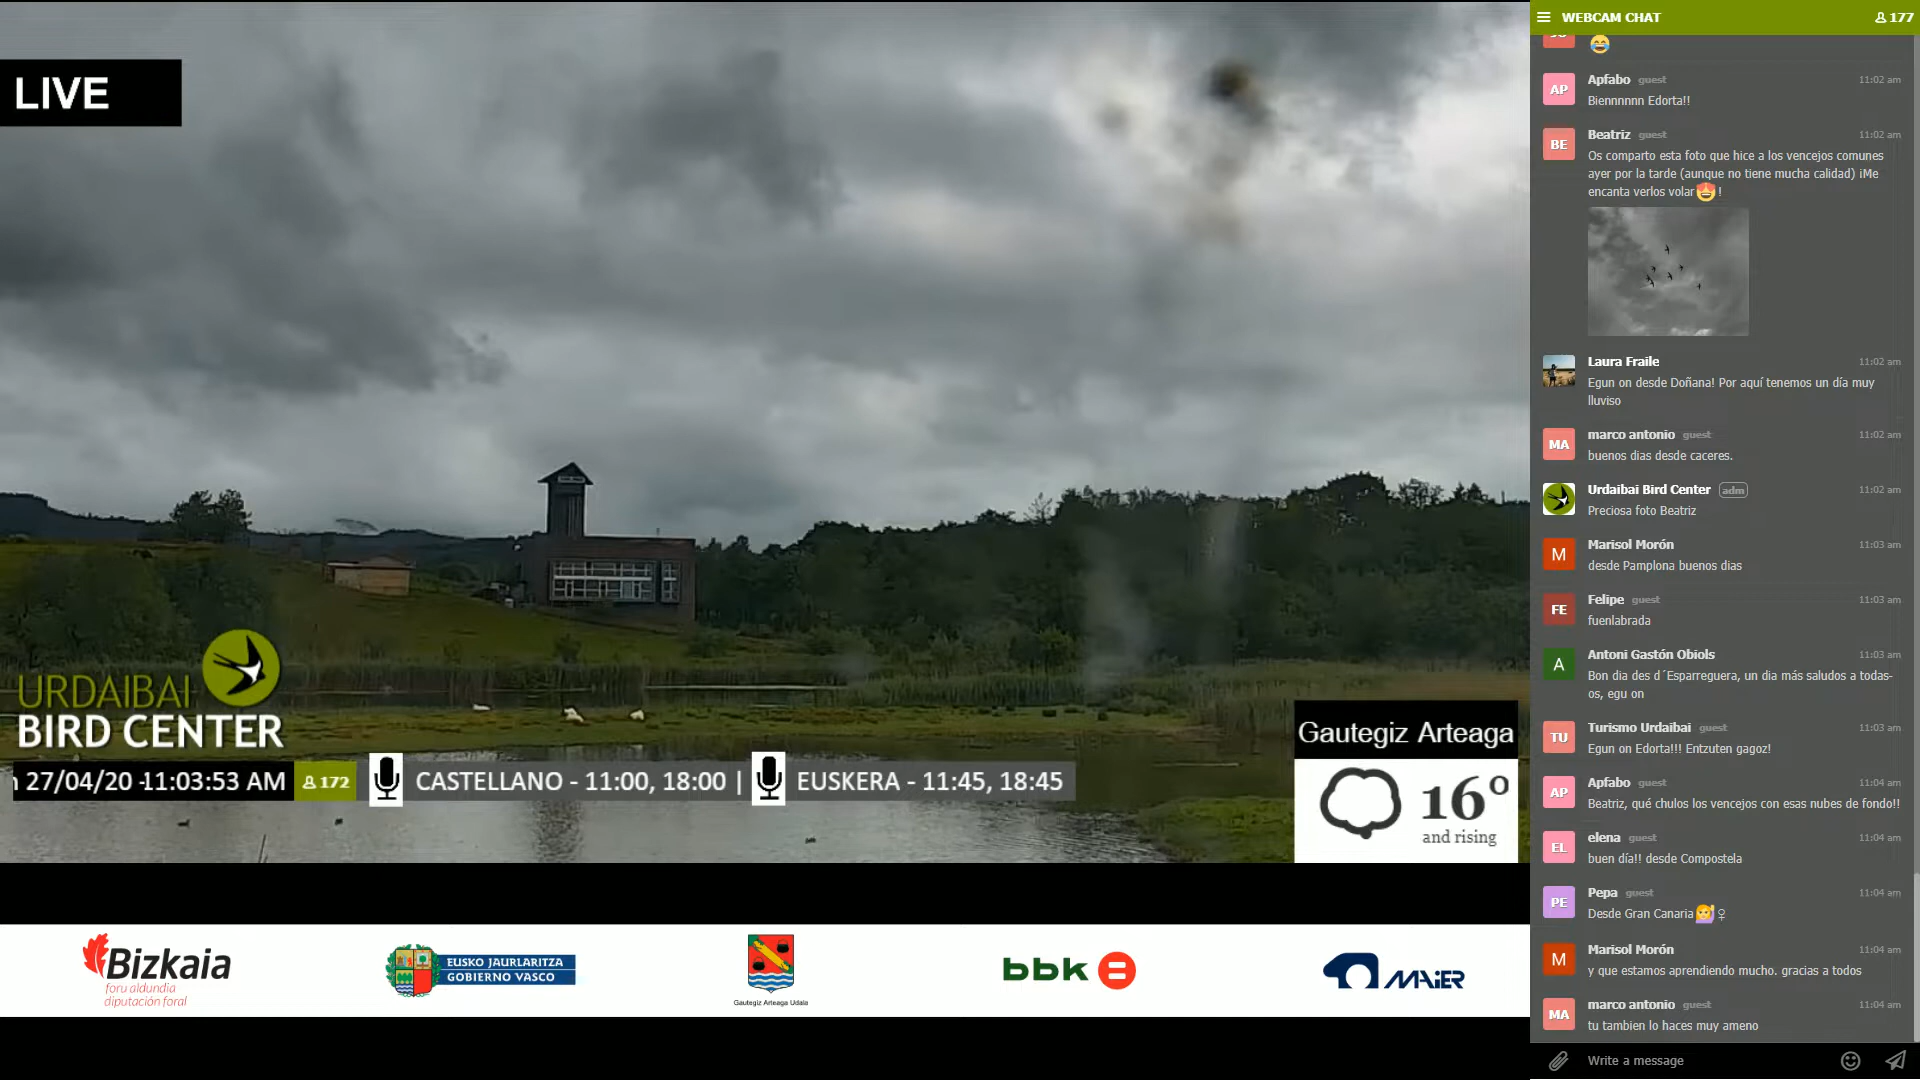 LIVE
URDAIBAI
BIRD CENTER
27/04/20 -11:03:53 AM
172
CASTELLANO - 11:00, 18:00 |
EUSKERA - 11:45, 18:45
Gautegiz Arteaga
16º
and rising
Bizkaia
foru aldundia
diputación foral
EUSKO JAURLARITZA
GOBIERNO VASCO
Gautegiz Arteaga Udala
bbk
MAIER
WEBCAM CHAT
177
Apfabo guest 11:02 am
AP
Biennnnnn Edorta!!
Beatriz guest 11:02 am
BE
Os comparto esta foto que hice a los vencejos comunes
ayer por la tarde (aunque no tiene mucha calidad) ¡Me
encanta verlos volar😍!
Laura Fraile 11:02 am
Egun on desde Doñana! Por aquí tenemos un día muy
lluviso
marco antonio guest 11:02 am
MA
buenos dias desde caceres.
Urdaibai Bird Center adm 11:02 am
Preciosa foto Beatriz
Marisol Morón 11:03 am
M
desde Pamplona buenos dias
Felipe guest 11:03 am
FE
fuenlabrada
Antoni Gastón Obiols 11:03 am
A
Bon dia des d´Esparreguera, un dia más saludos a todas-
os, egu on
Turismo Urdaibai guest 11:03 am
TU
Egun on Edorta!!! Entzuten gagoz!
Apfabo guest 11:04 am
AP
Beatriz, qué chulos los vencejos con esas nubes de fondo!!
elena guest 11:04 am
EL
buen día!! desde Compostela
Pepa guest 11:04 am
PE
Desde Gran Canaria🙋♀
Marisol Morón 11:04 am
M
y que estamos aprendiendo mucho. gracias a todos
marco antonio guest 11:04 am
MA
tu tambien lo haces muy ameno
Write a message